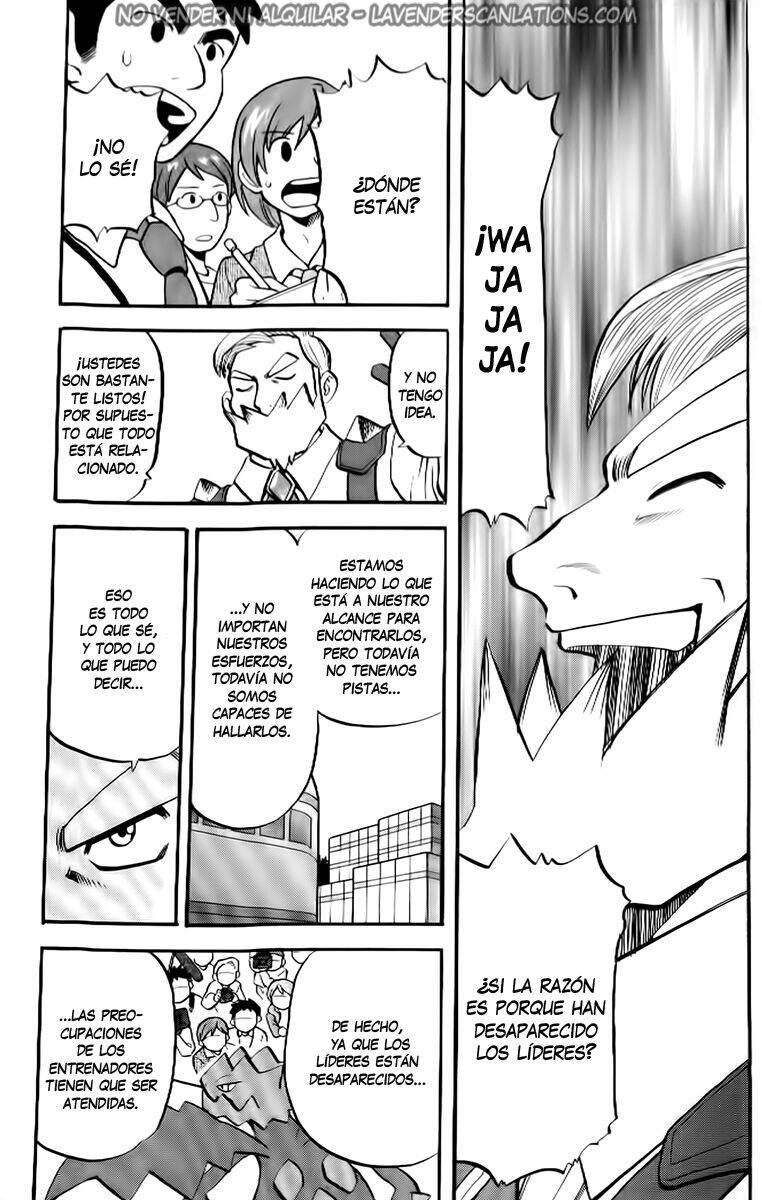 NO VENDER NI ALQUILAR - LAVENDERSCANLATIONS.COM
¡WA
JA
JA
JA!
¿SI LA RAZÓN
ES PORQUE HAN
DESAPARECIDO
LOS LÍDERES?
¿DÓNDE
ESTÁN?
¡NO
LO SÉ!
Y NO
TENGO
IDEA.
¡USTEDES
SON BASTAN-
TE LISTOS!
POR SUPUES-
TO QUE TODO
ESTÁ RELA-
CIONADO.
ESTAMOS
HACIENDO LO QUE
ESTÁ A NUESTRO
ALCANCE PARA
ENCONTRARLOS,
PERO TODAVÍA
NO TENEMOS
PISTAS...
...Y NO
IMPORTAN
NUESTROS
ESFUERZOS,
TODAVÍA NO
SOMOS
CAPACES DE
HALLARLOS.
ESO
ES TODO
LO QUE SÉ,
Y TODO LO
QUE PUEDO
DECIR...
DE HECHO,
YA QUE LOS
LÍDERES ESTÁN
DESAPARECIDOS...
...LAS PREO-
CUPACIONES
DE LOS
ENTRENADORES
TIENEN QUE SER
ATENDIDAS.